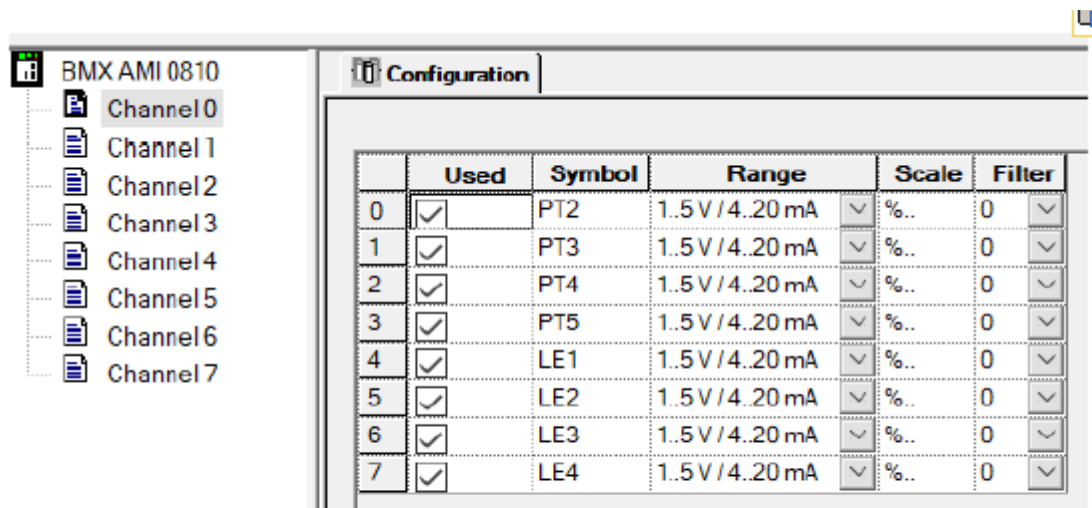 BMX AMI 0810
Channel 0
Channel 1
Channel 2
Channel 3
Channel 4
Channel 5
Channel 6
Channel 7
Configuration
Used Symbol Range Scale Filter
0 PT2 1..5 V / 4..20 mA %.. 0
1 PT3 1..5 V / 4..20 mA %.. 0
2 PT4 1..5 V / 4..20 mA %.. 0
3 PT5 1..5 V / 4..20 mA %.. 0
4 LE1 1..5 V / 4..20 mA %.. 0
5 LE2 1..5 V / 4..20 mA %.. 0
6 LE3 1..5 V / 4..20 mA %.. 0
7 LE4 1..5 V / 4..20 mA %.. 0